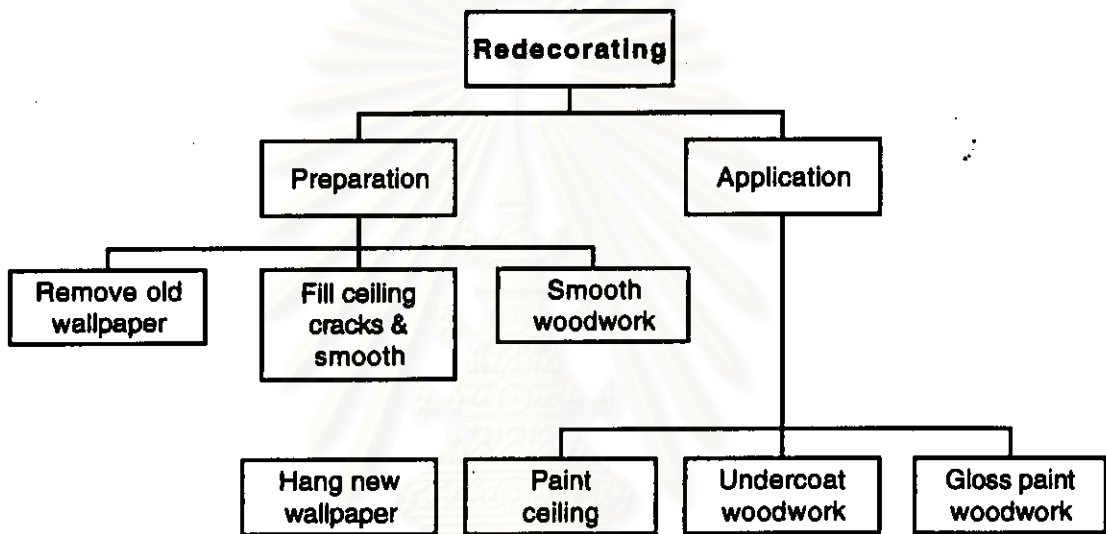 Redecorating
Preparation
Application
Remove old
wallpaper
Fill ceiling
cracks &
smooth
Smooth
woodwork
Hang new
wallpaper
Paint
ceiling
Undercoat
woodwork
Gloss paint
woodwork